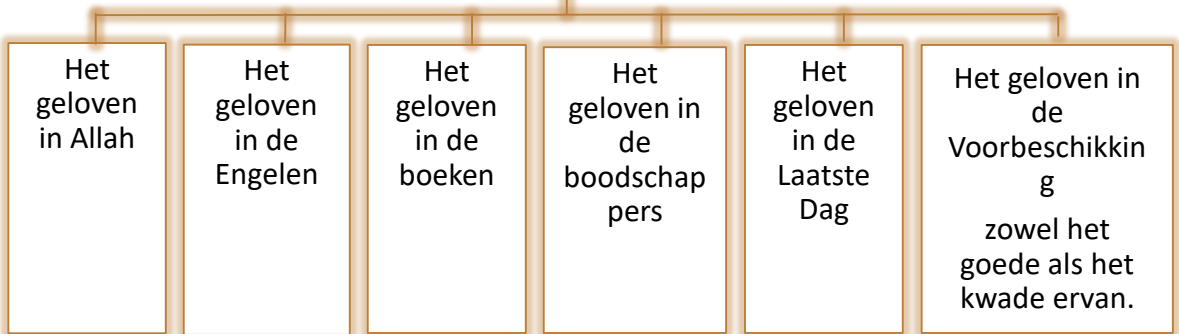 Het
geloven
in Allah
Het
geloven
in de
Engelen
Het
geloven
in de
boeken
Het
geloven in
de
boodschap
pers
Het
geloven
in de
Laatste
Dag
Het geloven in
de
Voorbeschikkin
g
zowel het
goede als het
kwade ervan.